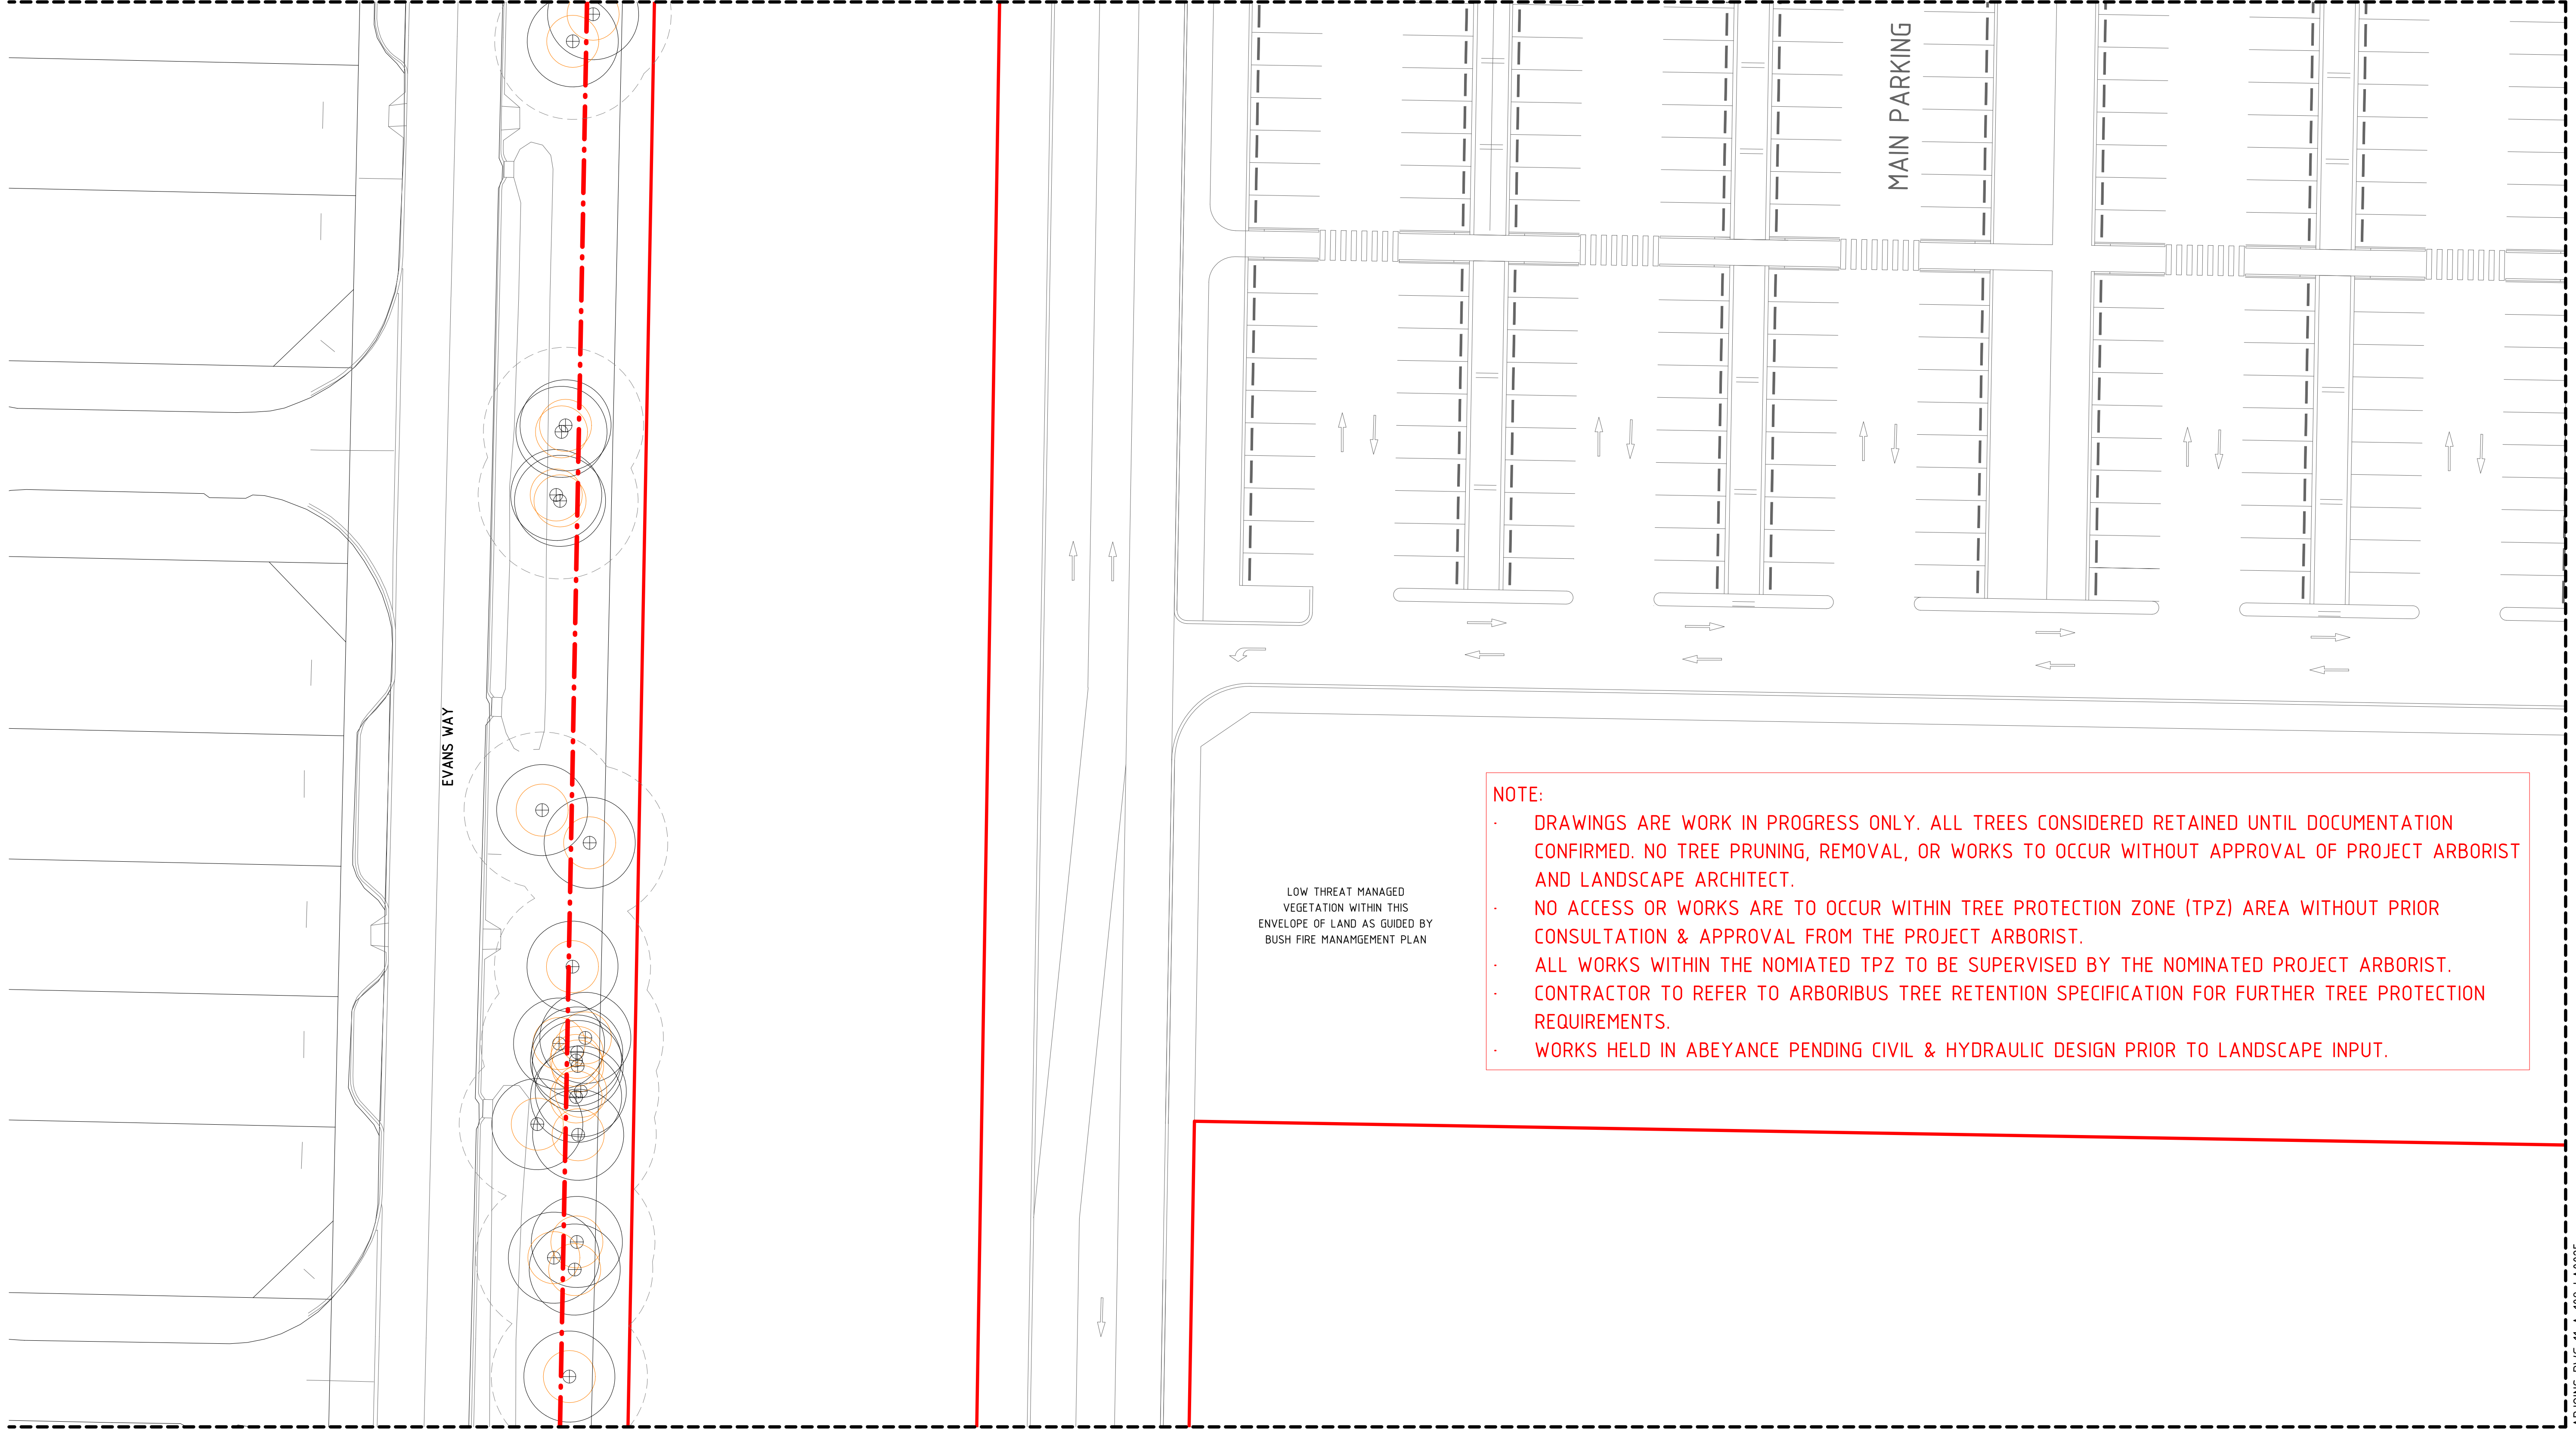 MAIN PARKING
EVANS WAY
NOTE:
· DRAWINGS ARE WORK IN PROGRESS ONLY. ALL TREES CONSIDERED RETAINED UNTIL DOCUMENTATION
CONFIRMED. NO TREE PRUNING, REMOVAL, OR WORKS TO OCCUR WITHOUT APPROVAL OF PROJECT ARBORIST
AND LANDSCAPE ARCHITECT.
· NO ACCESS OR WORKS ARE TO OCCUR WITHIN TREE PROTECTION ZONE (TPZ) AREA WITHOUT PRIOR
CONSULTATION & APPROVAL FROM THE PROJECT ARBORIST.
· ALL WORKS WITHIN THE NOMIATED TPZ TO BE SUPERVISED BY THE NOMINATED PROJECT ARBORIST.
· CONTRACTOR TO REFER TO ARBORIBUS TREE RETENTION SPECIFICATION FOR FURTHER TREE PROTECTION
REQUIREMENTS.
· WORKS HELD IN ABEYANCE PENDING CIVIL & HYDRAULIC DESIGN PRIOR TO LANDSCAPE INPUT.
LOW THREAT MANAGED
VEGETATION WITHIN THIS
ENVELOPE OF LAND AS GUIDED BY
BUSH FIRE MANAMGEMENT PLAN